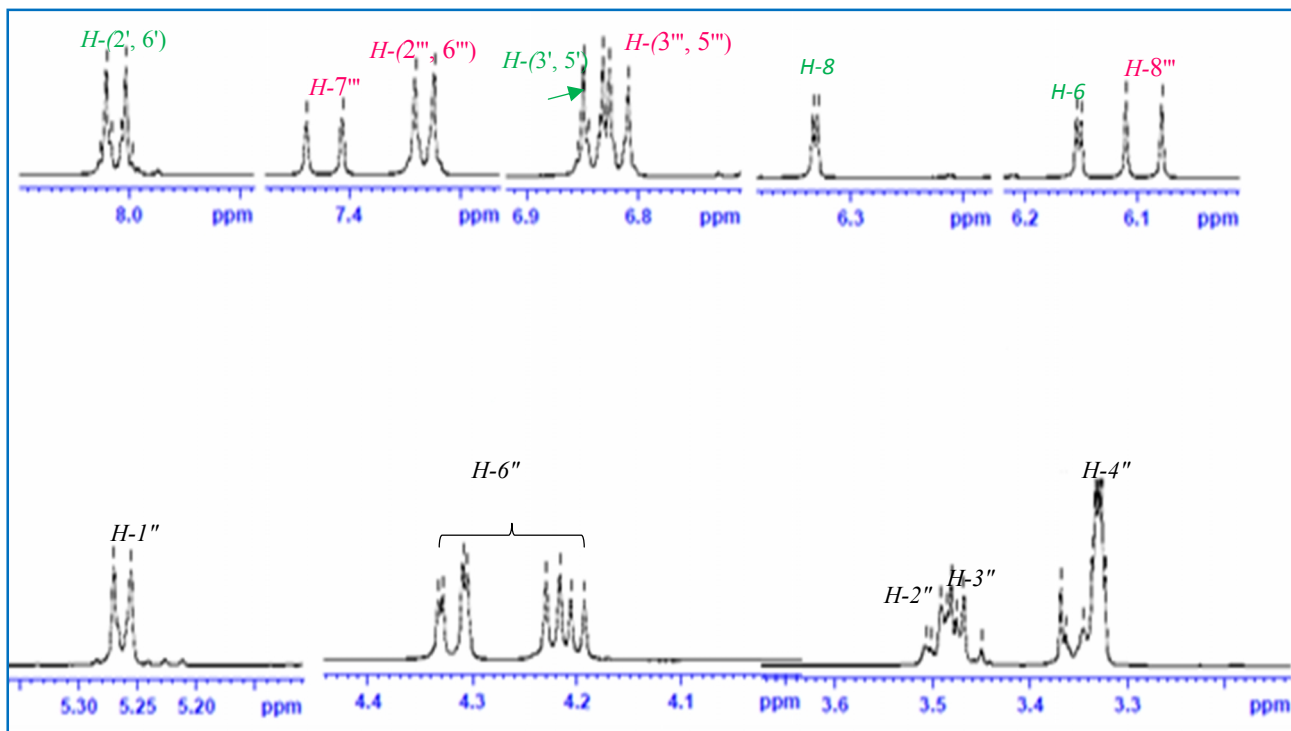 H-(2', 6')
H-7'''
H-(2''', 6''')
H-(3', 5')
H-(3''', 5''')
H-8
H-6
H-8'''
8.0 ppm
7.4 ppm
6.9 6.8 ppm
6.3 ppm
6.2 6.1 ppm
H-1"
H-6"
H-2"
H-3"
H-4"
5.30 5.25 5.20 ppm
4.4 4.3 4.2 4.1 ppm
3.6 3.5 3.4 3.3 ppm